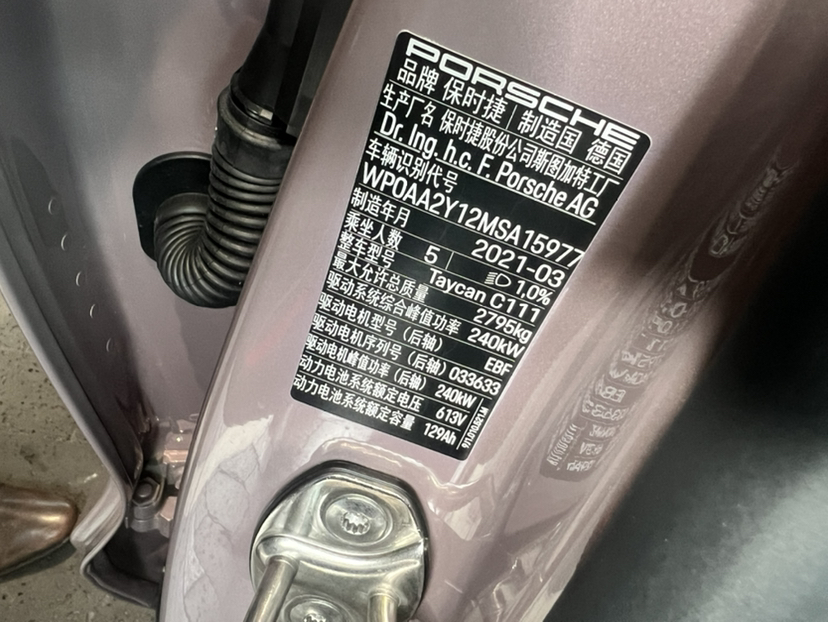 PORSCHE
品牌 保时捷 制造国 德国
生产厂名 保时捷股份公司斯图加特工厂
Dr. Ing. h.c. F. Porsche AG
车辆识别代号
WP0AA2Y12MSA15977
制造年月 2021-03
乘坐人数 5 1.0%
整车型号 Taycan C111
最大允许总质量 2795kg
驱动系统综合峰值功率 240kW
驱动电机型号（后轴） EBF
驱动电机序列号（后轴）033633
驱动电机峰值功率（后轴） 240kW
动力电池系统额定电压 613V
动力电池系统额定容量 129Ah